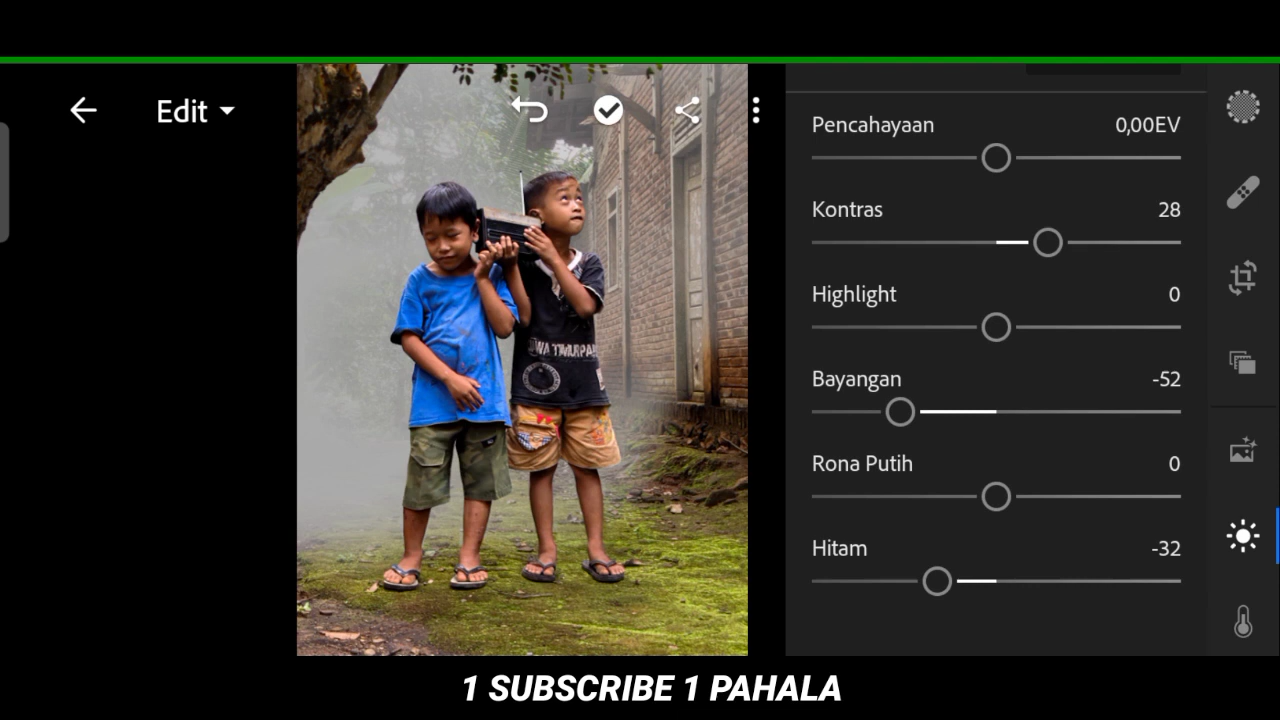 Edit
Pencahayaan 0,00EV
Kontras 28
Highlight 0
Bayangan -52
Rona Putih 0
Hitam -32
1 SUBSCRIBE 1 PAHALA